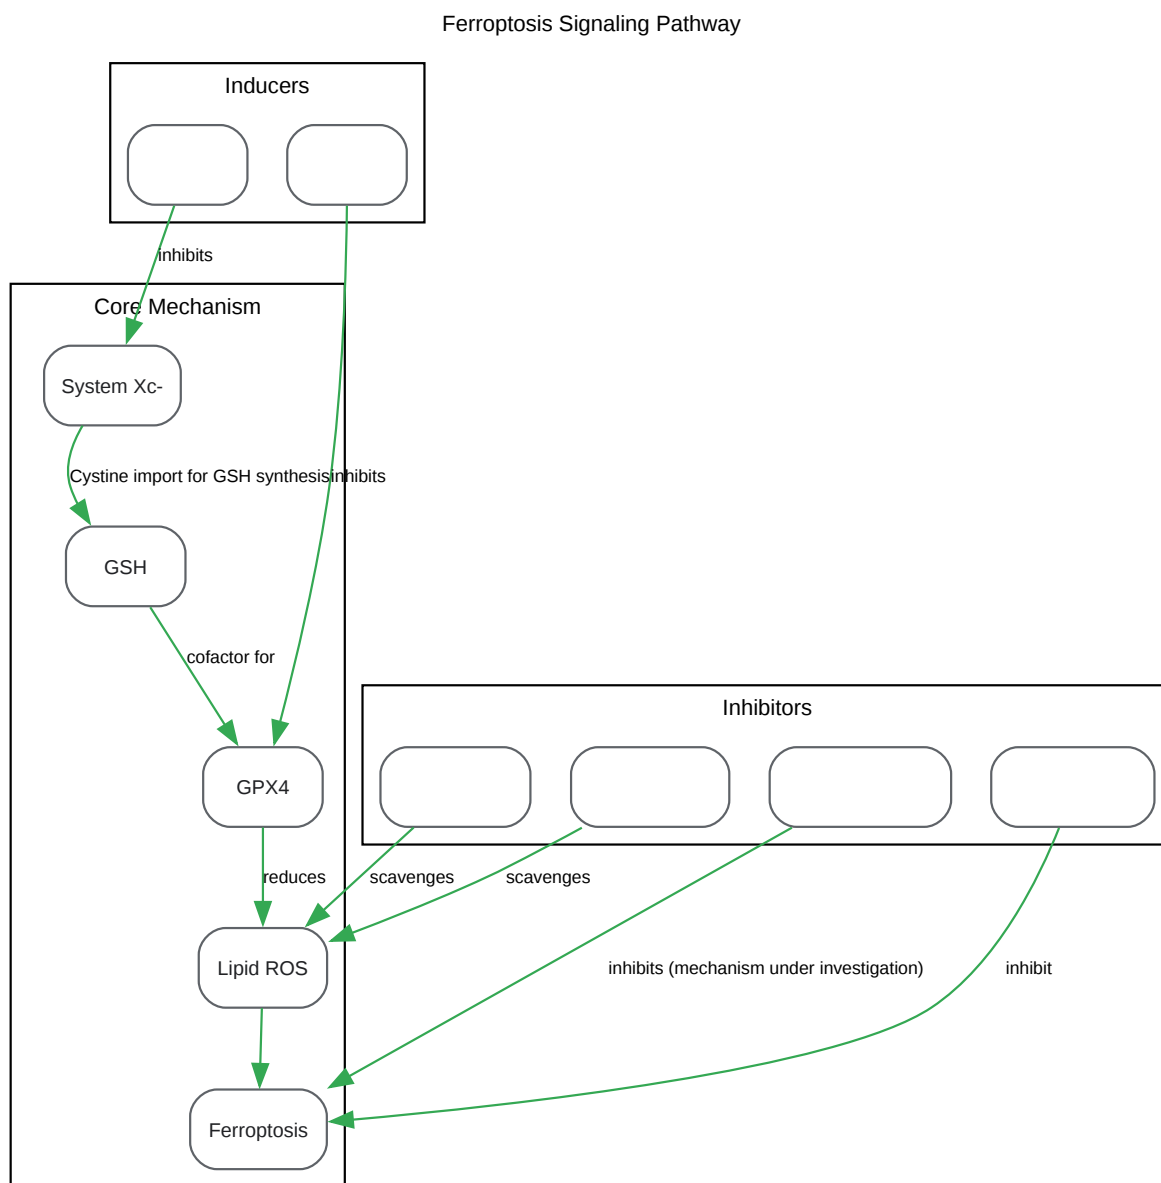 Ferroptosis Signaling Pathway
Inducers
inhibits
Core Mechanism
System Xc-
Cystine import for GSH synthesis
inhibits
GSH
cofactor for
Inhibitors
GPX4
reduces
scavenges
scavenges
Lipid ROS
inhibits (mechanism under investigation)
inhibit
Ferroptosis